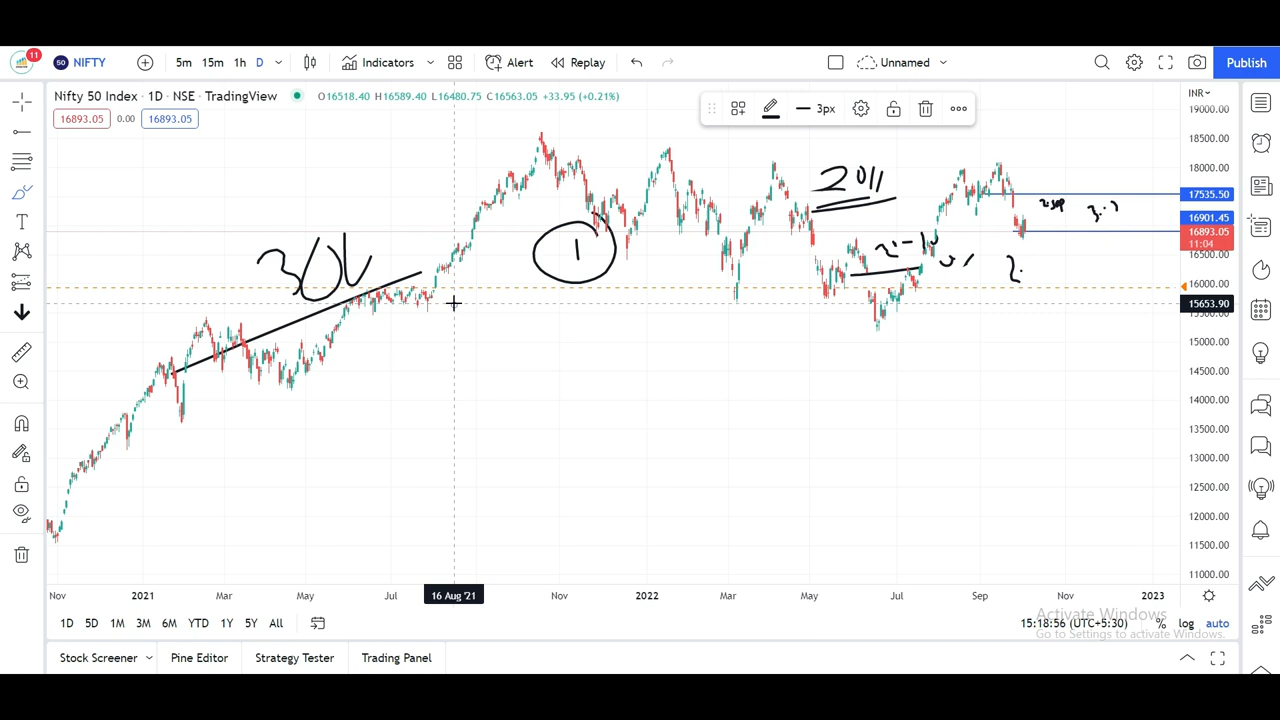 11
50 NIFTY 5m 15m 1h D Indicators Alert Replay Unnamed Publish
Nifty 50 Index · 1D · NSE · TradingView O16518.40 H16589.40 L16480.75 C16563.05 +33.95 (+0.21%)
16893.05 0.00 16893.05
3px
INR
19000.00
18500.00
18000.00
17535.50
16901.45
16893.05
11:04
16500.00
16000.00
15653.90
15500.00
15000.00
14500.00
14000.00
13500.00
13000.00
12500.00
12000.00
11500.00
11000.00
2011
1
Nov 2021 Mar May Jul 16 Aug '21 Nov 2022 Mar May Jul Sep Nov 2023
1D 5D 1M 3M 6M YTD 1Y 5Y All 15:18:56 (UTC+5:30) % log auto
Activate Windows
Go to Settings to activate Windows.
Stock Screener Pine Editor Strategy Tester Trading Panel